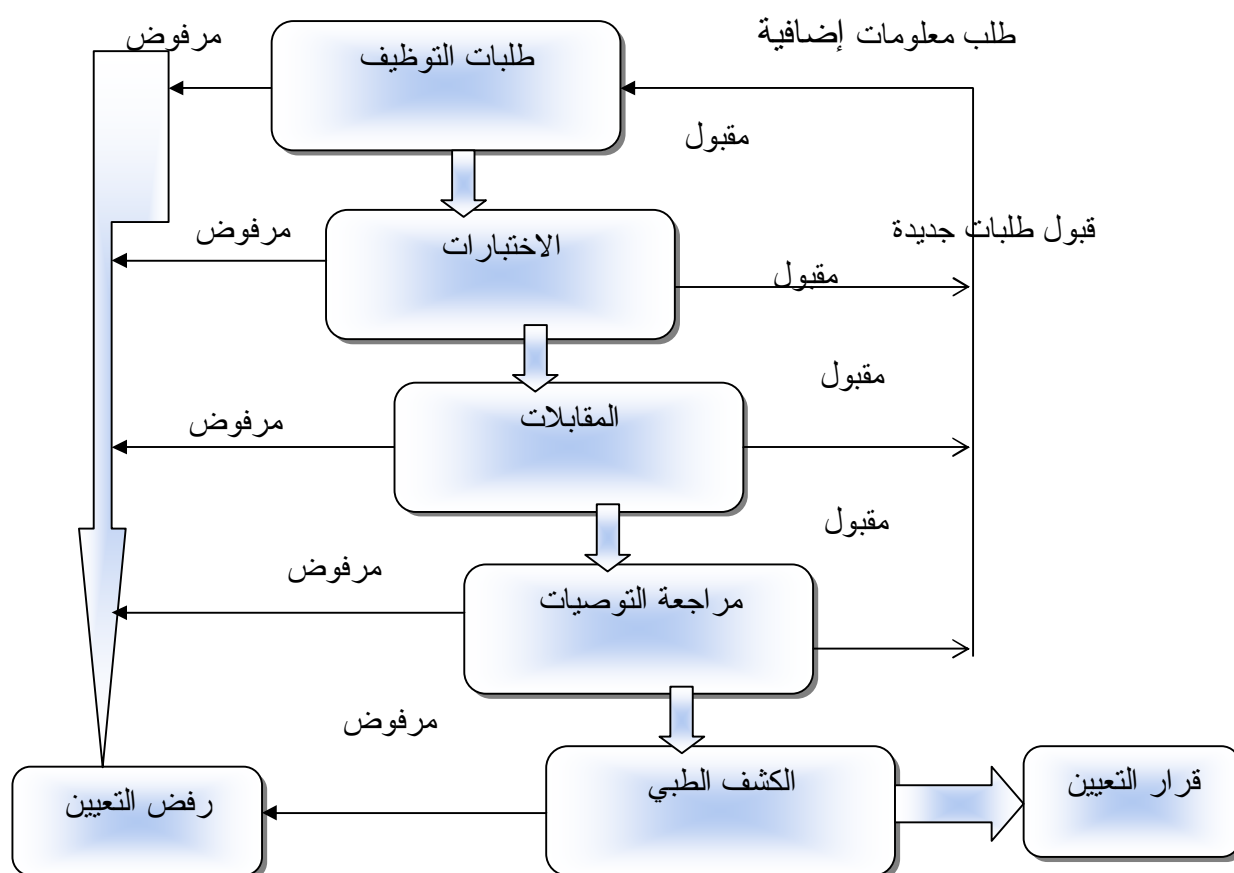 طلب معلومات إضافية
مرفوض
طلبات التوظيف
مقبول
قبول طلبات جديدة
مرفوض
الاختبارات
مقبول
مقبول
المقابلات
مرفوض
مقبول
مرفوض
مراجعة التوصيات
مرفوض
الكشف الطبي
قرار التعيين
رفض التعيين